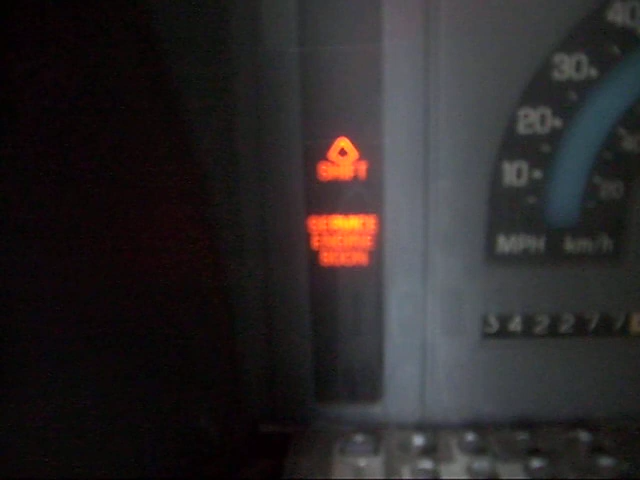 SHIFT
SERVICE
ENGINE
SOON
40
30
20
10
20
MPH km/h
342277